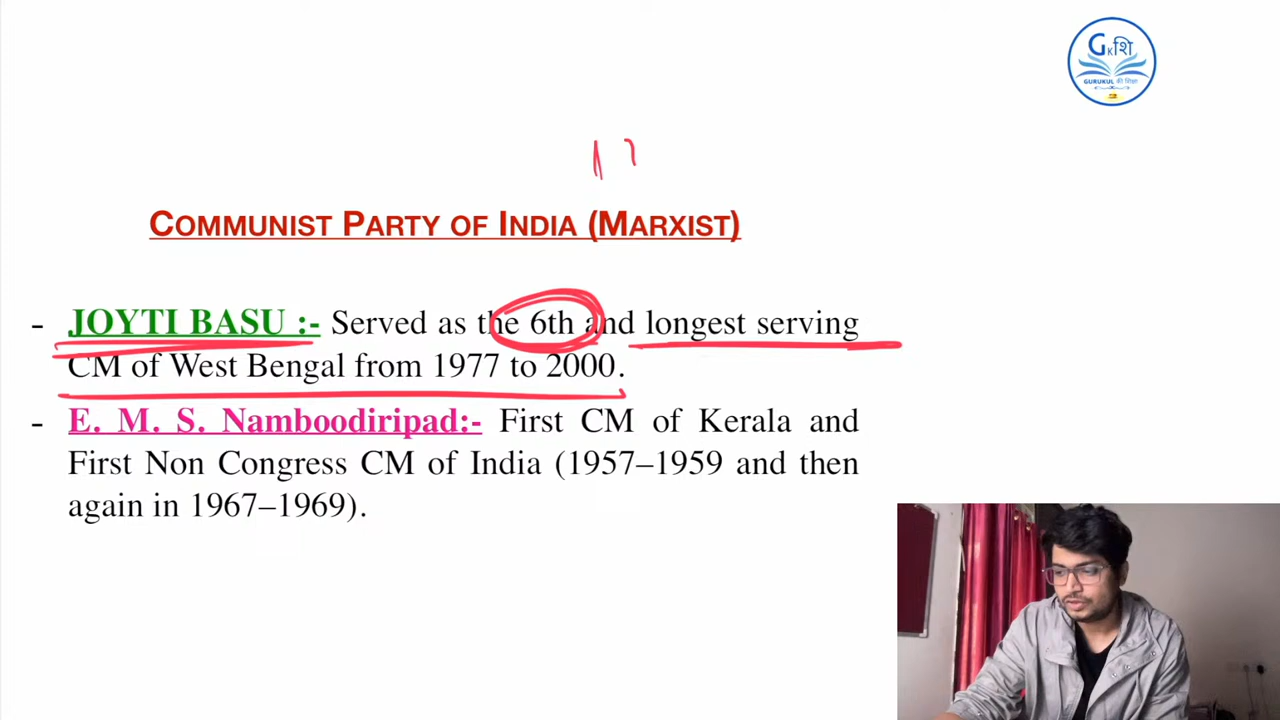 GKशि
GURUKUL की शिक्षा
COMMUNIST PARTY OF INDIA (MARXIST)
- JOYTI BASU :- Served as the 6th and longest serving
CM of West Bengal from 1977 to 2000.
- E. M. S. Namboodiripad:- First CM of Kerala and
First Non Congress CM of India (1957–1959 and then
again in 1967–1969).